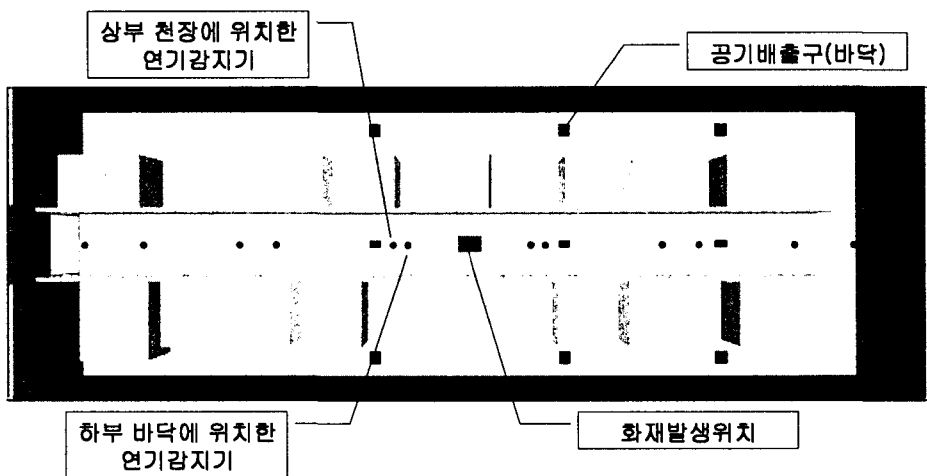 상부 천장에 위치한
연기감지기
공기배출구(바닥)
하부 바닥에 위치한
연기감지기
화재발생위치